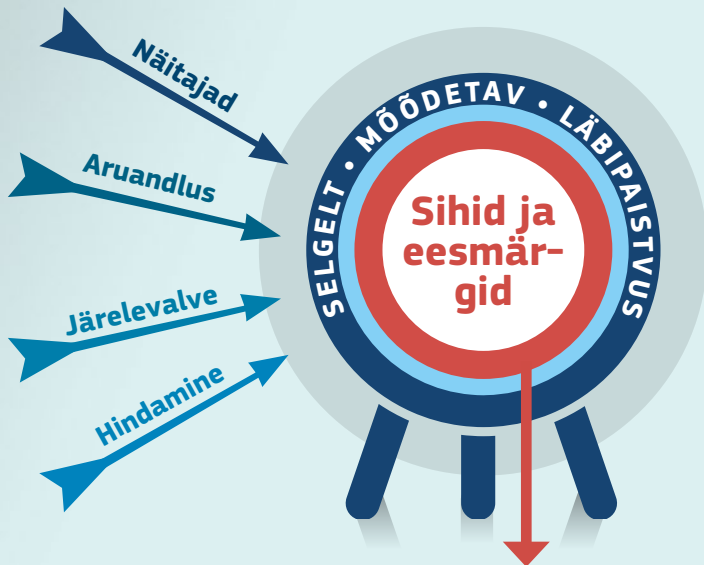 Näitajad
Aruandlus
Järelevalve
Hindamine
SELGELT • MÕÕDETAV • LÄBIPAISTVUS
Sihid ja
eesmär-
gid